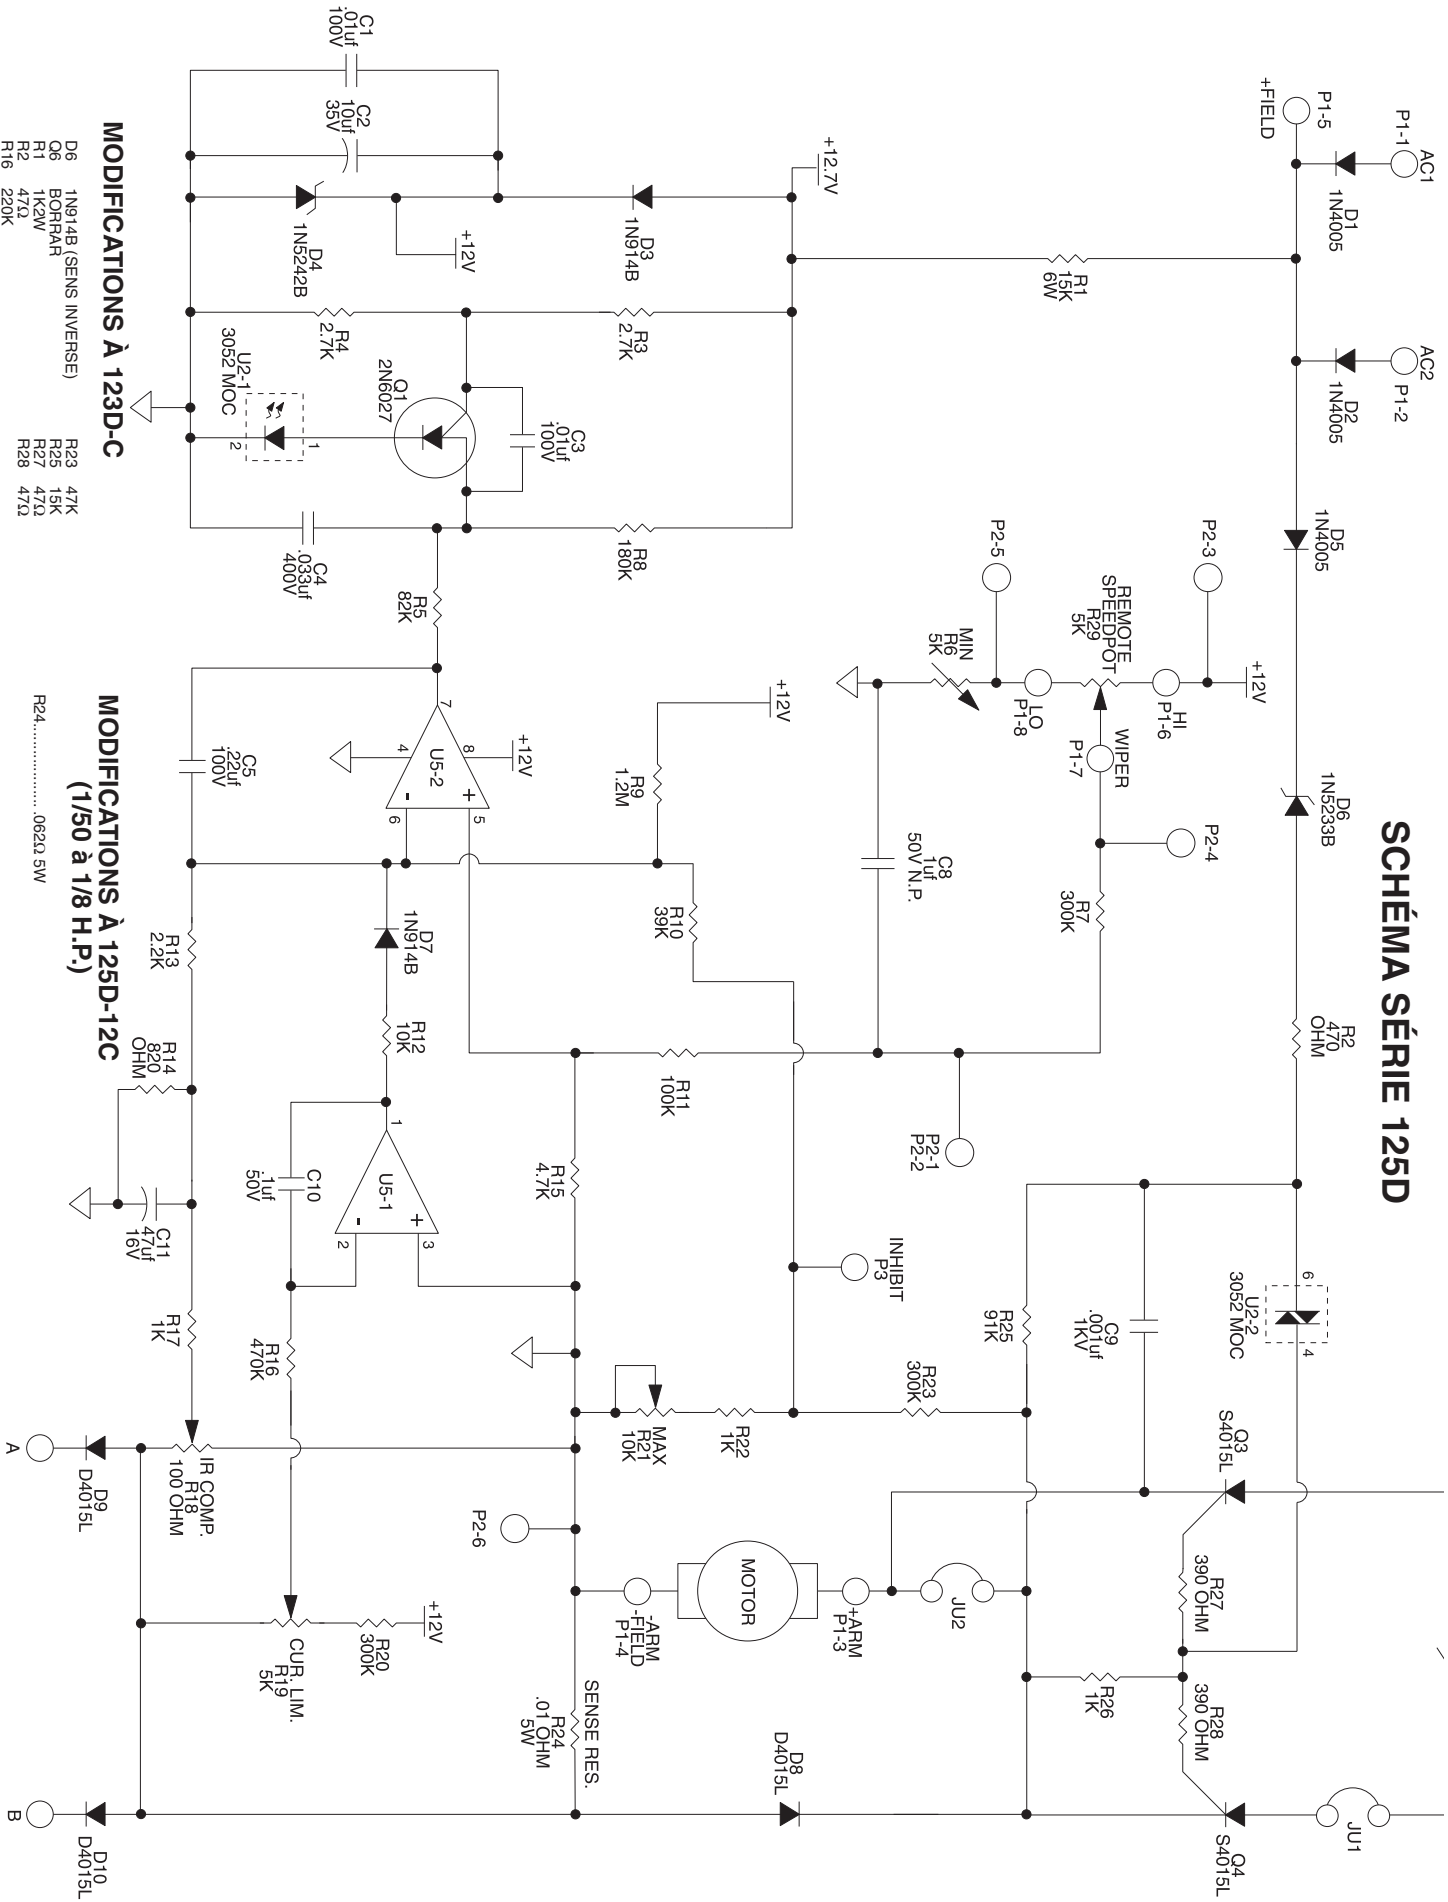 SCHÉMA SÉRIE 125D
AC1
P1-1
P1-5
+FIELD
D1
1N4005
AC2
P1-2
D2
1N4005
R1
15K
6W
D5
1N4005
D6
1N5233B
R2
470
OHM
6
4
U2-2
3052 MOC
C9
.001uf
1KV
R25
91K
Q3
S4015L
R27
390 OHM
R28
390 OHM
R26
1K
Q4
S4015L
JU1
P2-3
+12V
HI
P1-6
REMOTE
SPEEDPOT
R29
5K
WIPER
P1-7
P2-4
LO
P1-8
P2-5
MIN
R6
5K
R7
300K
C8
1uf
50V N.P.
P2-1
P2-2
R11
100K
INHIBIT
P3
R23
300K
R22
1K
MAX
R21
10K
JU2
+ARM
P1-3
MOTOR
-ARM
-FIELD
P1-4
D8
D4015L
SENSE RES.
R24
.01 OHM
5W
P2-6
+12.7V
D3
1N914B
+12V
C1
.01uf
100V
C2
10uf
35V
D4
1N5242B
R3
2.7K
R4
2.7K
C3
.01uf
100V
Q1
2N6027
1
2
U2-1
3052 MOC
R8
180K
C4
.033uf
400V
R5
82K
+12V
R9
1.2M
R10
39K
+12V
7
8
4
U5-2
+
-
5
6
C5
.22uf
100V
D7
1N914B
R12
10K
R15
4.7K
1
U5-1
+
-
3
2
C10
.1uf
50V
R13
2.2K
R14
820
OHM
C11
47uf
16V
R16
470K
R17
1K
IR COMP.
R18
100 OHM
+12V
R20
300K
CUR. LIM.
R19
5K
D9
D4015L
A
D10
D4015L
B
MODIFICATIONS À 123D-C
D6 1N914B (SENS INVERSE)
Q6 BORRAR
R1 1K2W
R2 47Ω
R16 220K
R23 47K
R25 15K
R27 47Ω
R28 47Ω
MODIFICATIONS À 125D-12C
(1/50 à 1/8 H.P.)
R24.................. .062Ω 5W